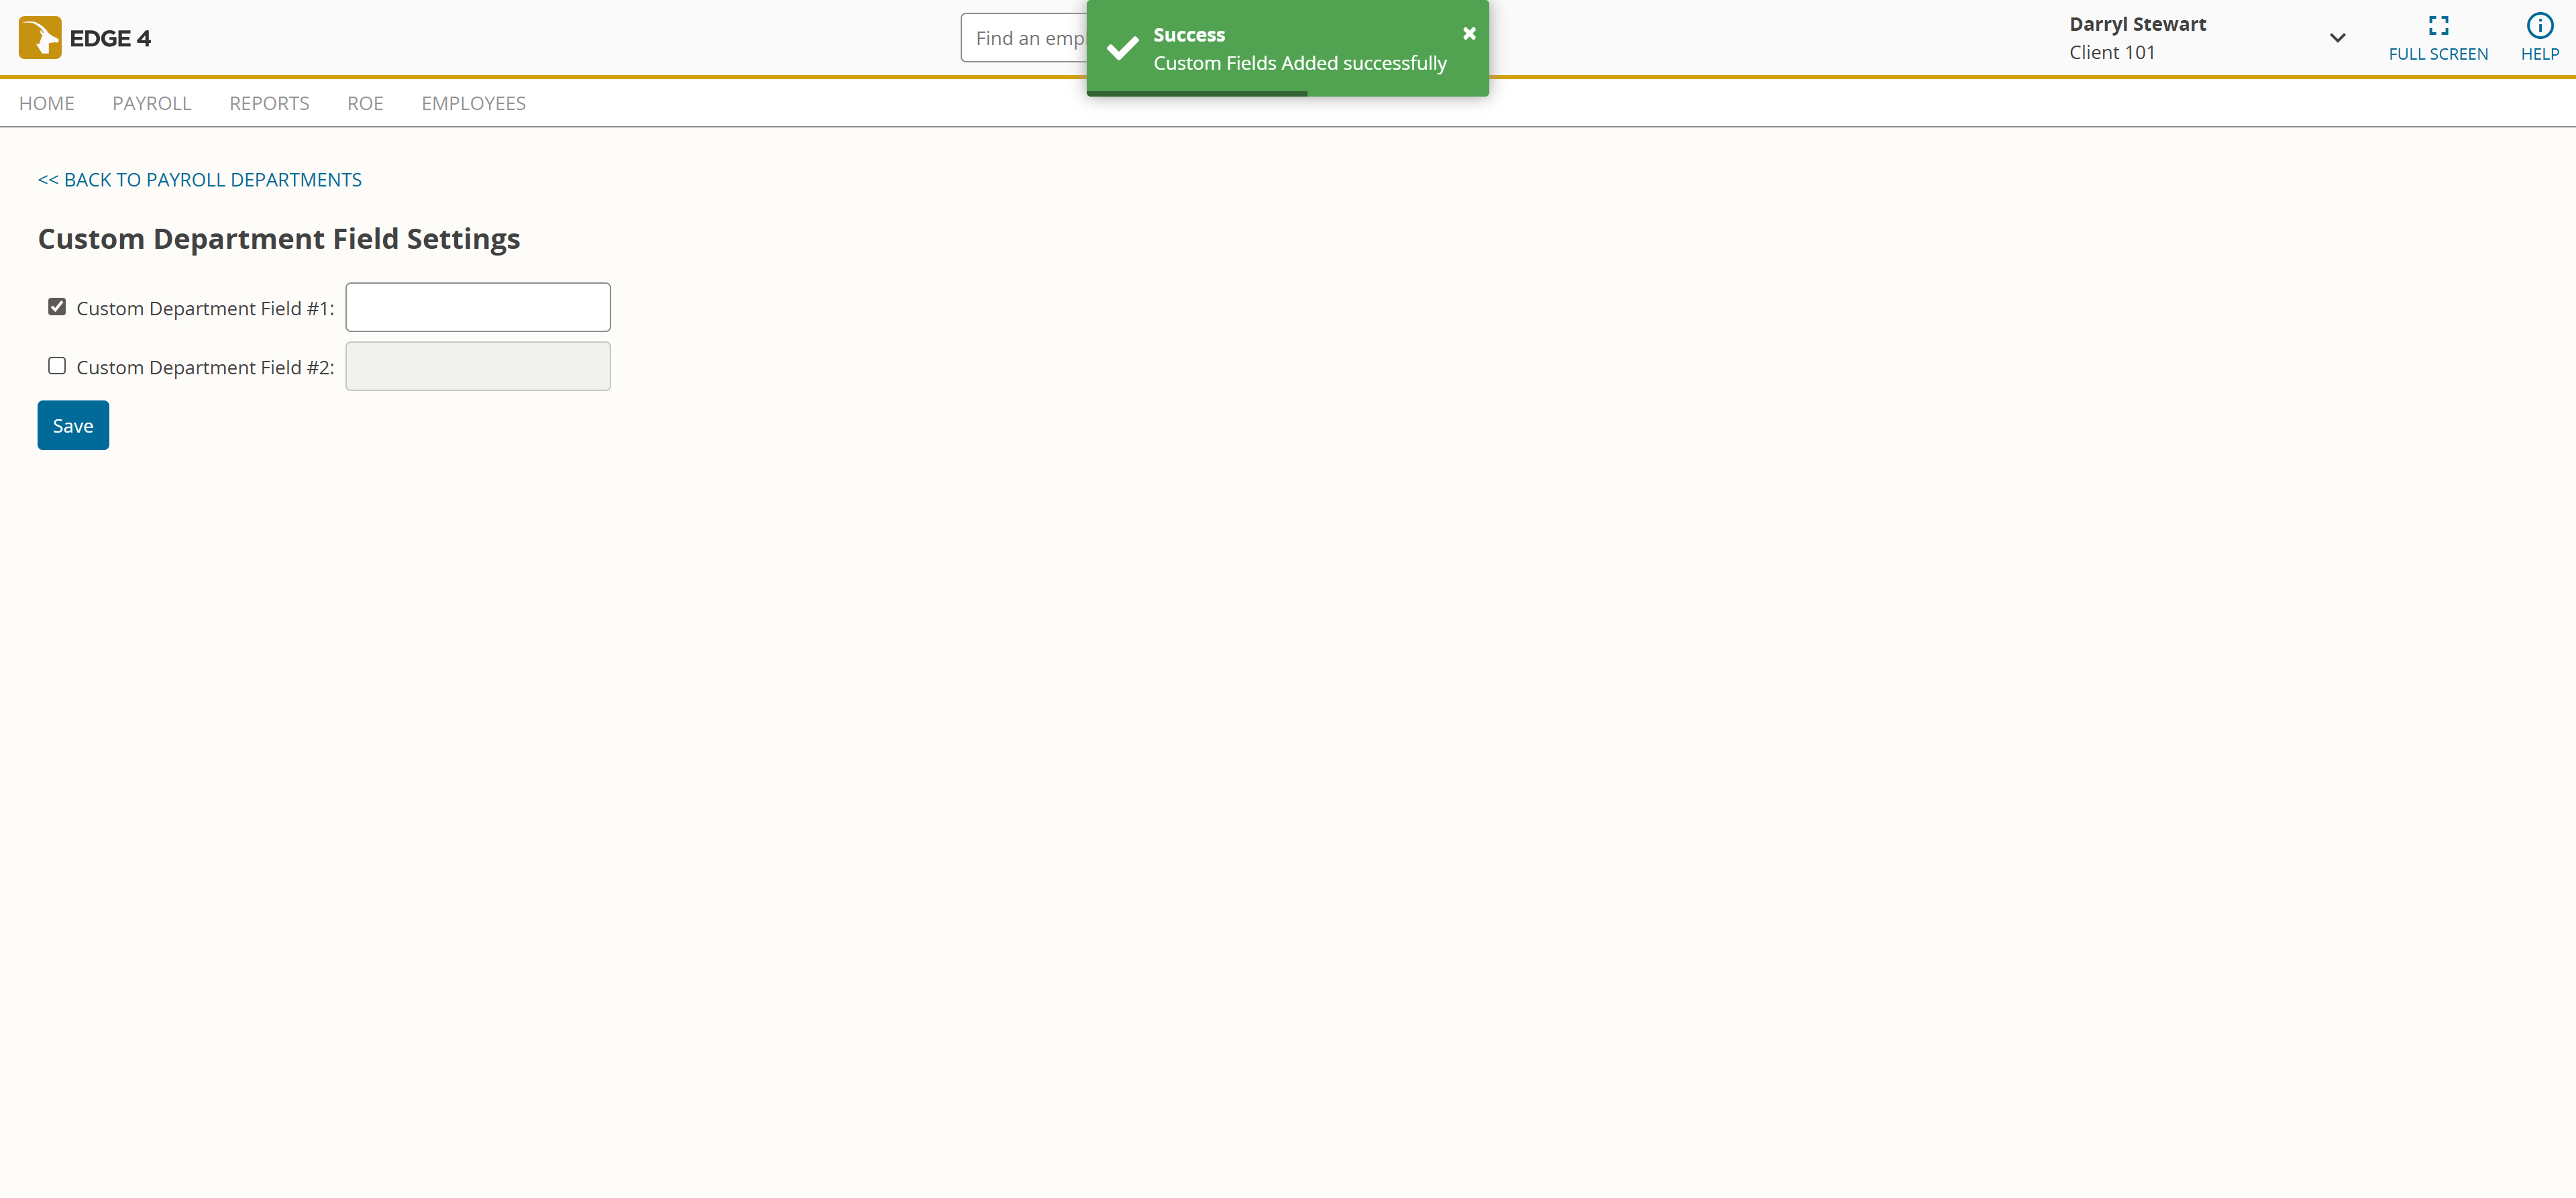 EDGE 4
Find an empl
Success
Custom Fields Added successfully
Darryl Stewart
Client 101
FULL SCREEN
HELP
HOME PAYROLL REPORTS ROE EMPLOYEES
<< BACK TO PAYROLL DEPARTMENTS
Custom Department Field Settings
Custom Department Field #1:
Custom Department Field #2:
Save